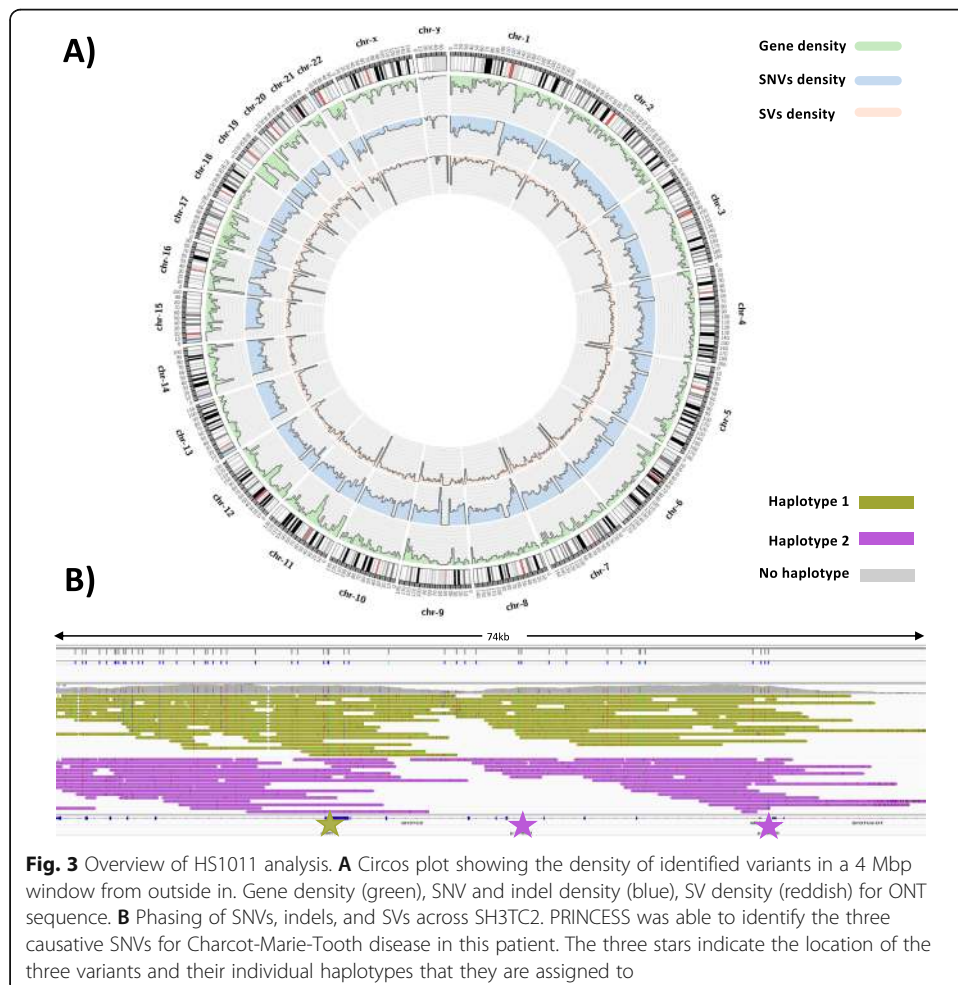 A)
Gene density
SNVs density
SVs density
chr-1
chr-2
chr-3
chr-4
chr-5
chr-6
chr-7
chr-8
chr-9
chr-10
chr-11
chr-12
chr-13
chr-14
chr-15
chr-16
chr-17
chr-18
chr-19
chr-20
chr-21
chr-22
chr-x
chr-y
Haplotype 1
Haplotype 2
No haplotype
B)
74kb
Fig. 3 Overview of HS1011 analysis. A Circos plot showing the density of identified variants in a 4 Mbp
window from outside in. Gene density (green), SNV and indel density (blue), SV density (reddish) for ONT
sequence. B Phasing of SNVs, indels, and SVs across SH3TC2. PRINCESS was able to identify the three
causative SNVs for Charcot-Marie-Tooth disease in this patient. The three stars indicate the location of the
three variants and their individual haplotypes that they are assigned to